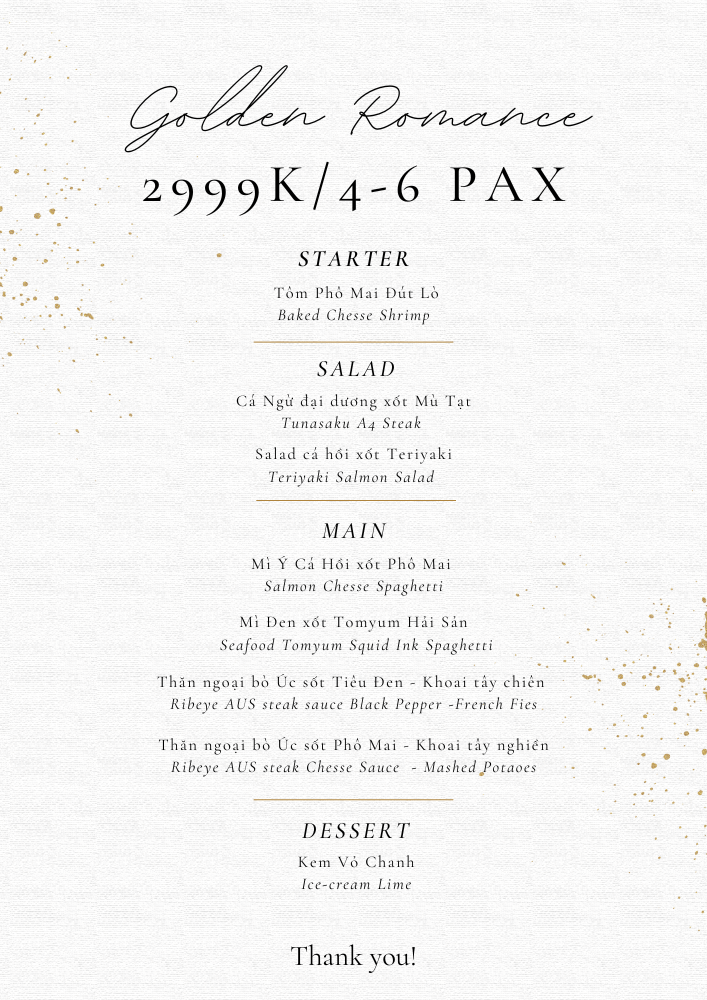 Golden Romance
2999K/4-6 PAX
STARTER
Tôm Phô Mai Đút Lò
Baked Chesse Shrimp
SALAD
Cá Ngừ đại dương xốt Mù Tạt
Tunasaku A4 Steak
Salad cá hồi xốt Teriyaki
Teriyaki Salmon Salad
MAIN
Mì Ý Cá Hồi xốt Phô Mai
Salmon Chesse Spaghetti
Mì Đen xốt Tomyum Hải Sản
Seafood Tomyum Squid Ink Spaghetti
Thăn ngoại bò Úc sốt Tiêu Đen - Khoai tây chiên
Ribeye AUS steak sauce Black Pepper -French Fies
Thăn ngoại bò Úc sốt Phô Mai - Khoai tây nghiền
Ribeye AUS steak Chesse Sauce - Mashed Potaoes
DESSERT
Kem Vỏ Chanh
Ice-cream Lime
Thank you!